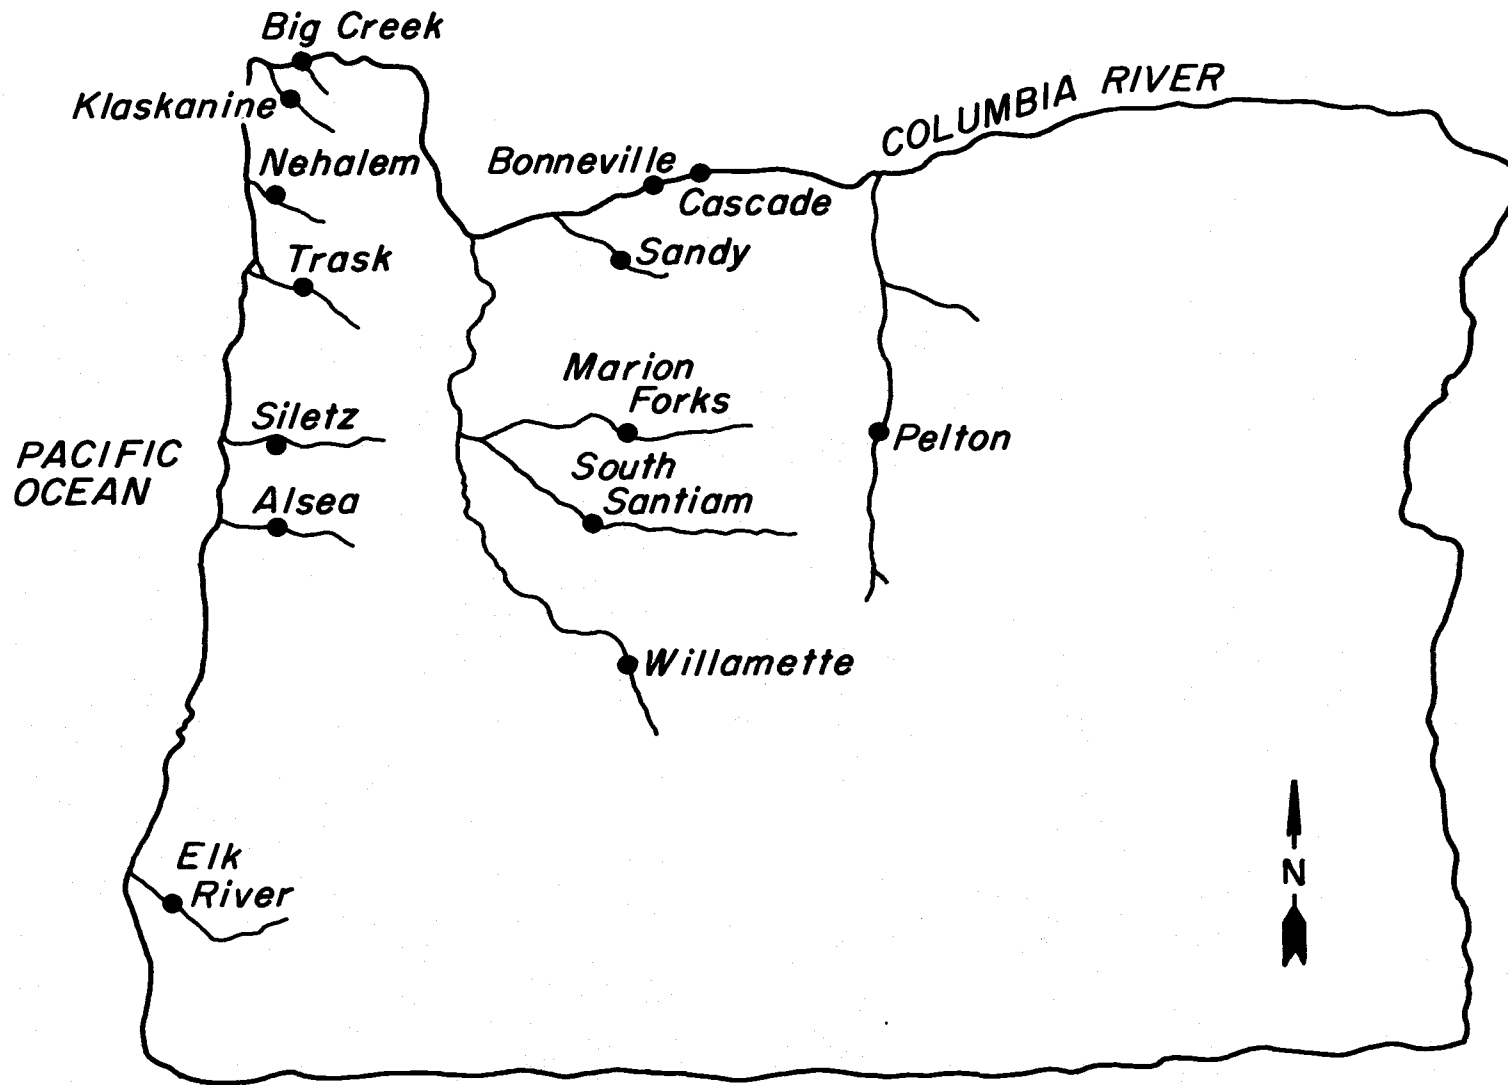 Big Creek
COLUMBIA RIVER
Klaskanine
Nehalem
Bonneville
Cascade
Trask
Sandy
Marion
Forks
Siletz
Pelton
PACIFIC
OCEAN
South
Santiam
Alsea
Willamette
Elk
River
N